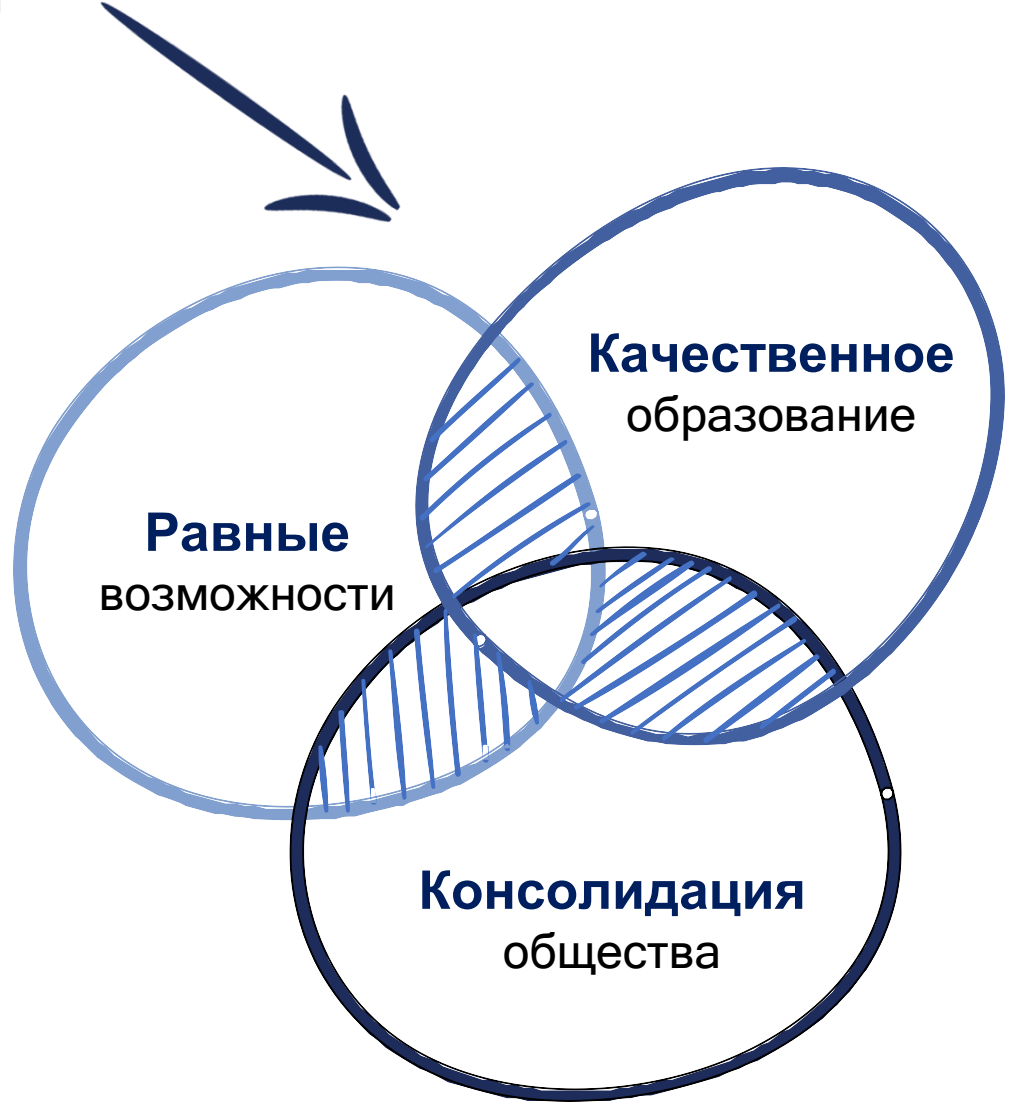 Качественное
образование
Равные
возможности
Консолидация
общества